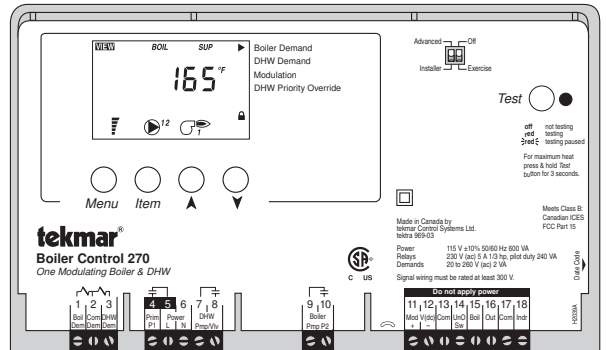 VIEW BOIL SUP
165 °F
12
1
Boiler Demand
DHW Demand
Modulation
DHW Priority Override
Advanced Off
Installer Exercise
Test
off not testing
red testing
red testing paused
For maximum heat
press & hold Test
button for 3 seconds.
Menu Item
tekmar®
Boiler Control 270
One Modulating Boiler & DHW
C US
Made in Canada by
tekmar Control Systems Ltd.
tektra 969-03
Meets Class B:
Canadian ICES
FCC Part 15
Power 115 V ±10% 50/60 Hz 600 VA
Relays 230 V (ac) 5 A 1/3 hp, pilot duty 240 VA
Demands 20 to 260 V (ac) 2 VA
Signal wiring must be rated at least 300 V.
Date Code
H2039A
Do not apply power
1 2 3 4 5 6 7 8 9 10 11 12 13 14 15 16 17 18
Boil Com DHW Prim Power DHW Boiler Mod V(dc) Com UnO Boil Out Com Indr
Dem Dem Dem P1 L N Pmp/Vlv Pmp P2 + – Sw